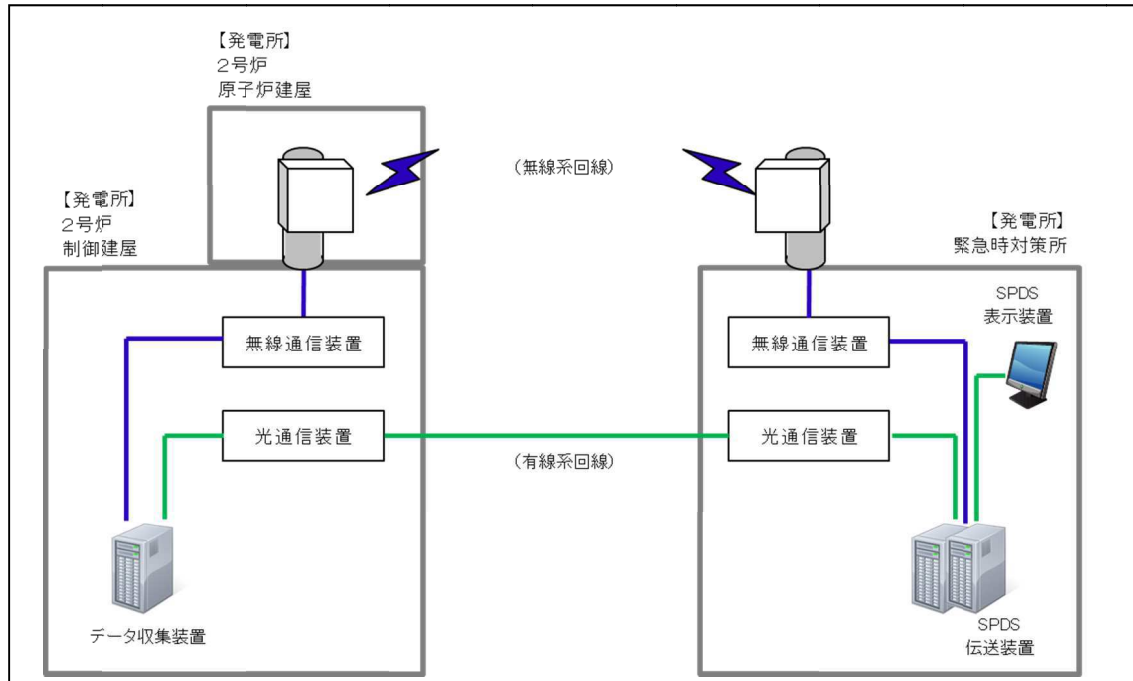 【発電所】
２号炉
原子炉建屋
（無線系回線）
【発電所】
２号炉
制御建屋
【発電所】
緊急時対策所
SPDS
表示装置
無線通信装置
無線通信装置
光通信装置
光通信装置
（有線系回線）
データ収集装置
SPDS
伝送装置